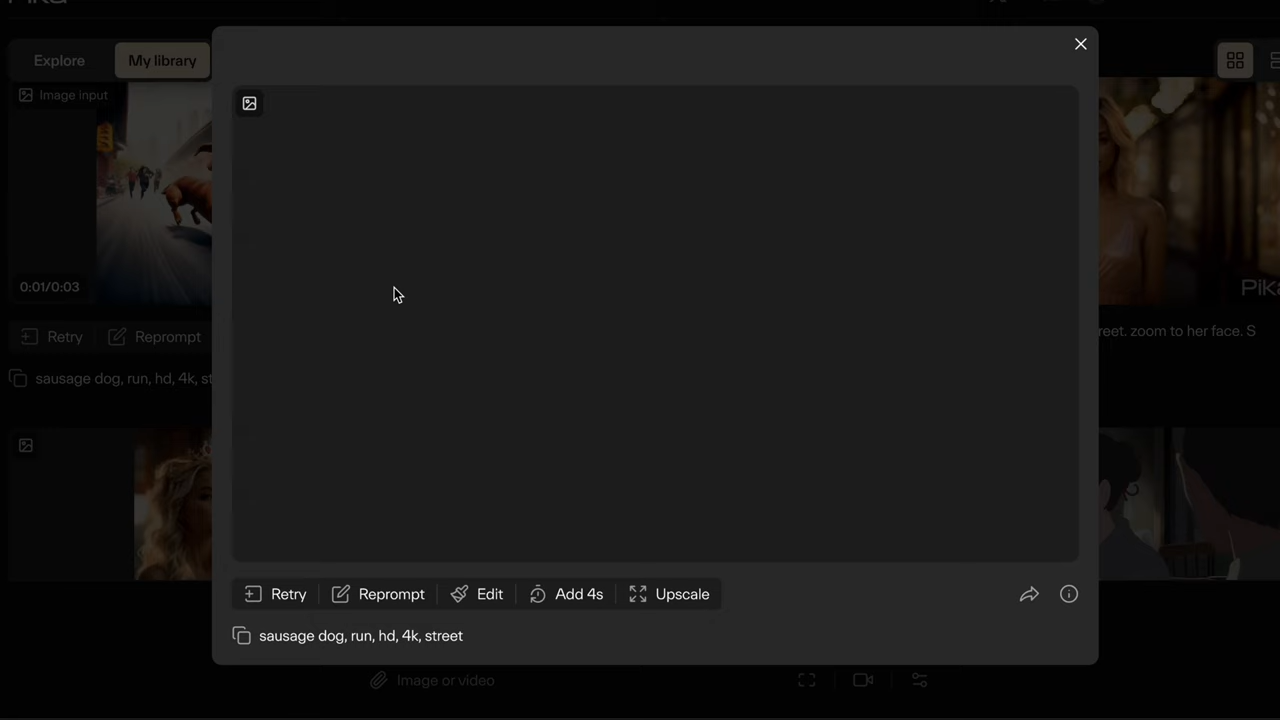 Pika
Explore
My library
Image input
0:01/0:03
Retry
Reprompt
sausage dog, run, hd, 4k, st
Retry
Reprompt
Edit
Add 4s
Upscale
sausage dog, run, hd, 4k, street
Image or video
Pika
reet. zoom to her face. S